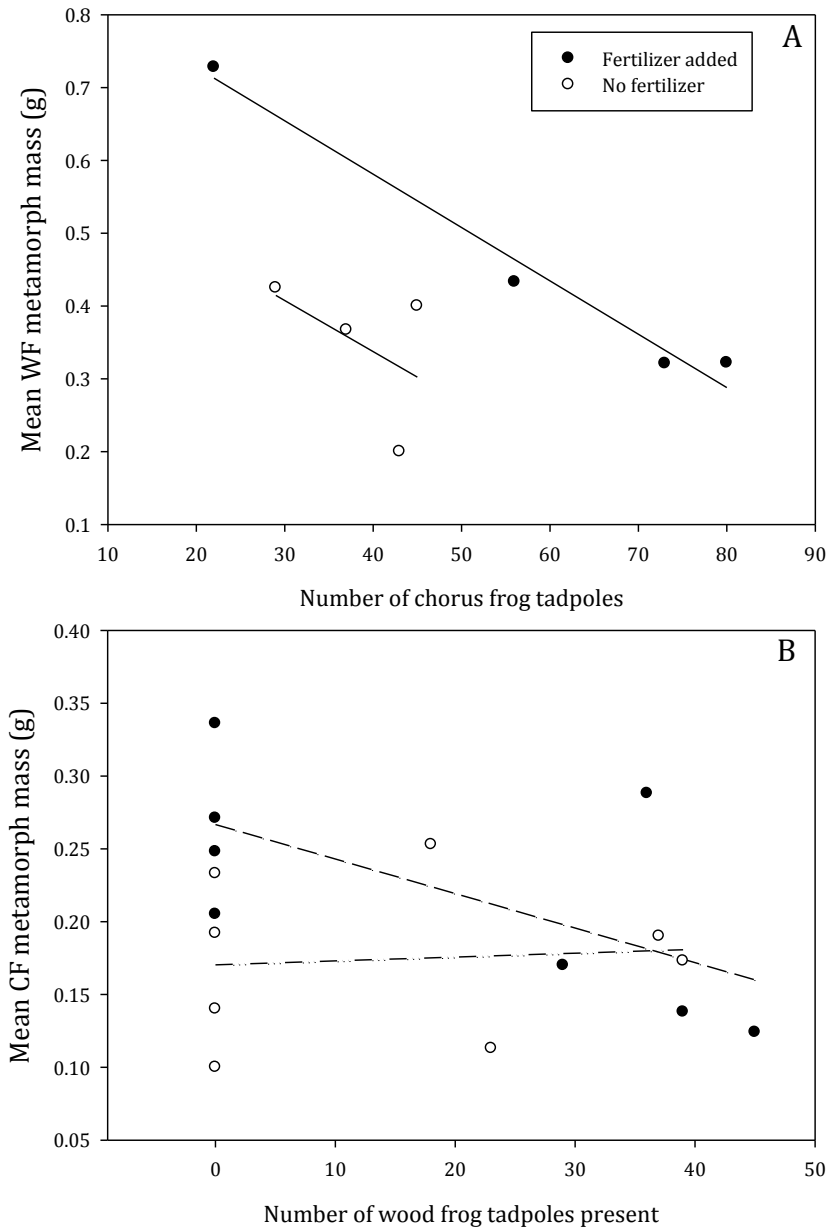 A
Fertilizer added
No fertilizer
Mean WF metamorph mass (g)
0.8
0.7
0.6
0.5
0.4
0.3
0.2
0.1
10 20 30 40 50 60 70 80 90
Number of chorus frog tadpoles
B
Mean CF metamorph mass (g)
0.40
0.35
0.30
0.25
0.20
0.15
0.10
0.05
0 10 20 30 40 50
Number of wood frog tadpoles present